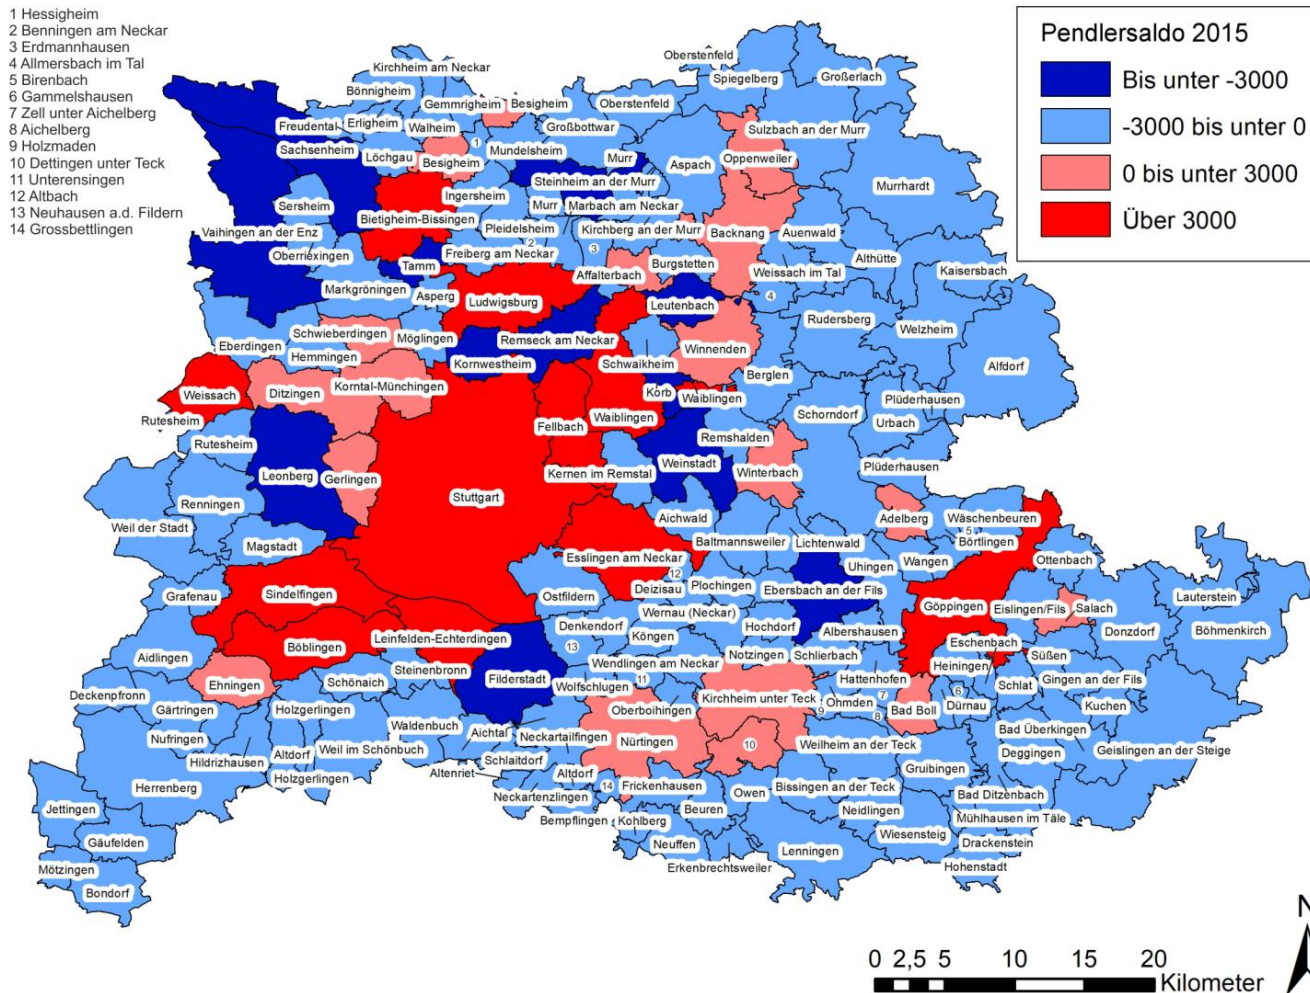 1 Hessigheim
2 Benningen am Neckar
3 Erdmannhausen
4 Allmersbach im Tal
5 Birenbach
6 Gammelshausen
7 Zell unter Aichelberg
8 Aichelberg
9 Holzmaden
10 Dettingen unter Teck
11 Unterensingen
12 Altbach
13 Neuhausen a.d. Fildern
14 Grossbettlingen
Pendlersaldo 2015
Bis unter -3000
-3000 bis unter 0
0 bis unter 3000
Über 3000
Oberstenfeld
Kirchheim am Neckar
Spiegelberg
Großerlach
Bönnigheim
Gemmrigheim
Besigheim
Oberstenfeld
Freudental
Erligheim
Walheim
Großbottwar
Sulzbach an der Murr
Sachsenheim
Löchgau
Besigheim
1
Mundelsheim
Murr
Aspach
Oppenweiler
Steinheim an der Murr
Murrhardt
Sersheim
Ingersheim
Murr
Marbach am Neckar
Bietigheim-Bissingen
Pleidelsheim
Kirchberg an der Murr
Backnang
Auenwald
Vaihingen an der Enz
2
3
Oberriexingen
Tamm
Freiberg am Neckar
Burgstetten
Althütte
Affalterbach
Weissach im Tal
Kaisersbach
Markgröningen
Asperg
Ludwigsburg
Leutenbach
4
Rudersberg
Welzheim
Schwieberdingen
Möglingen
Remseck am Neckar
Eberdingen
Hemmingen
Winnenden
Kornwestheim
Schwaikheim
Alfdorf
Berglen
Weissach
Ditzingen
Korntal-Münchingen
Korb
Waiblingen
Plüderhausen
Rutesheim
Fellbach
Waiblingen
Schorndorf
Urbach
Rutesheim
Remshalden
Leonberg
Gerlingen
Kernen im Remstal
Weinstadt
Winterbach
Plüderhausen
Stuttgart
Renningen
Weil der Stadt
Aichwald
Adelberg
Wäschenbeuren
5
Magstadt
Baltmannsweiler
Lichtenwald
Börtlingen
Esslingen am Neckar
Wangen
Ottenbach
12
Uhingen
Grafenau
Sindelfingen
Ostfildern
Deizisau
Plochingen
Ebersbach an der Fils
Lauterstein
Göppingen
Eislingen/Fils
Salach
Wernau (Neckar)
Denkendorf
Hochdorf
Albershausen
Donzdorf
Böhmenkirch
Böblingen
Leinfelden-Echterdingen
Köngen
Eschenbach
13
Notzingen
Schlierbach
Süßen
Aidlingen
Steinenbronn
Wendlingen am Neckar
Heiningen
Ehningen
Schönaich
Filderstadt
11
Hattenhofen
Schlat
Gingen an der Fils
Deckenpfronn
Wolfschlugen
Kirchheim unter Teck
Ohmden
7
6
Gärtringen
Holzgerlingen
Oberboihingen
9
8
Bad Boll
Dürnau
Kuchen
Waldenbuch
Aichtal
Bad Überkingen
Nufringen
Neckartailfingen
Nürtingen
10
Weilheim an der Teck
Geislingen an der Steige
Hildrizhausen
Altdorf
Weil im Schönbuch
Schlaitdorf
Deggingen
Altenriet
Altdorf
Gruibingen
Herrenberg
Holzgerlingen
14
Frickenhausen
Owen
Bissingen an der Teck
Neckartenzlingen
Bad Ditzenbach
Jettingen
Beuren
Neidlingen
Bempflingen
Kohlberg
Mühlhausen im Täle
Gäufelden
Neuffen
Wiesensteig
Drackenstein
Lenningen
Mötzingen
Erkenbrechtsweiler
Hohenstadt
Bondorf
N
0 2,5 5 10 15 20
Kilometer